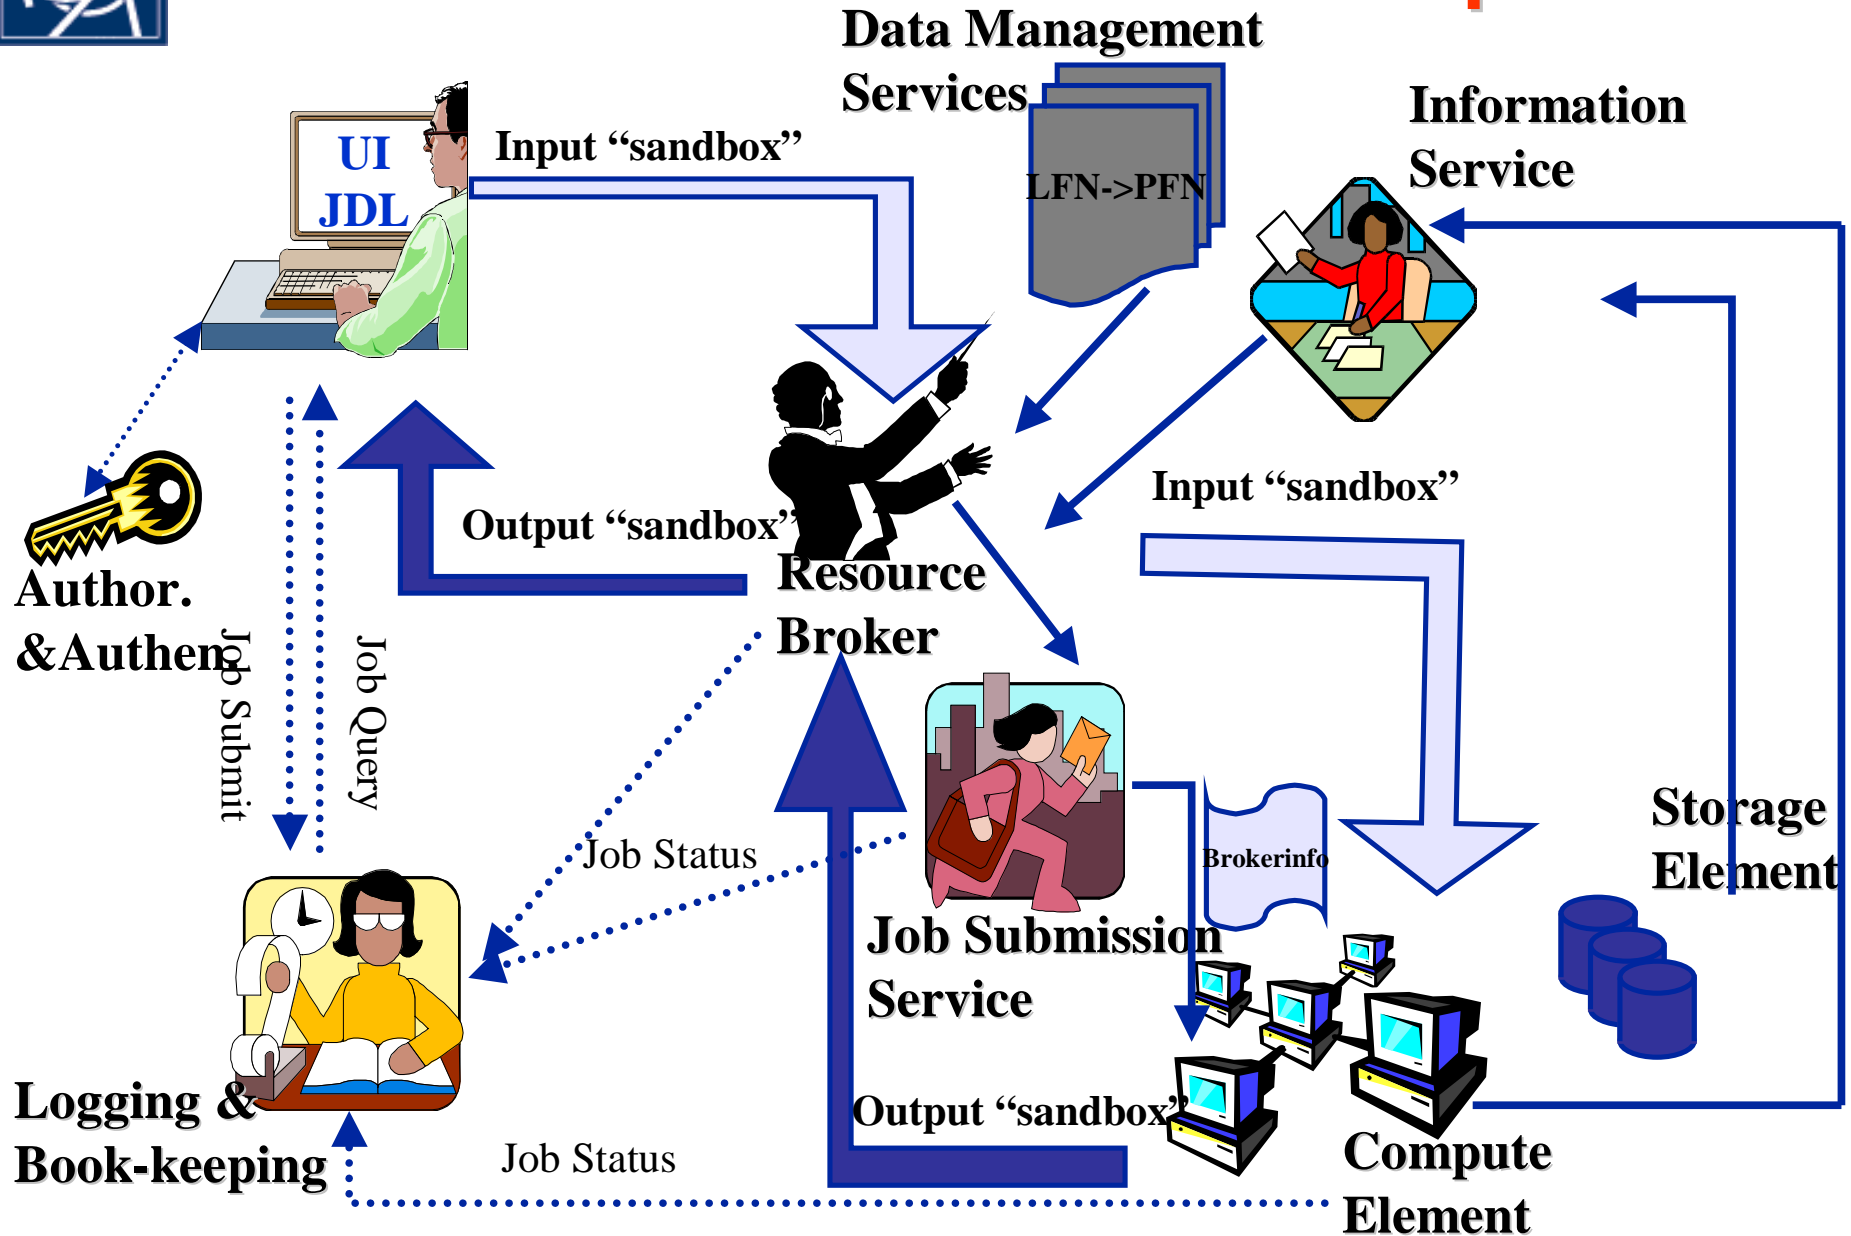 Data Management
Services
Information
Service
UI
JDL
Input “sandbox”
LFN->PFN
Input “sandbox”
Output “sandbox”
Resource
Broker
Author.
&Authen.
Job Submit
Job Query
Job Status
Brokerinfo
Storage
Element
Job Submission
Service
Logging &
Book-keeping
Output “sandbox”
Job Status
Compute
Element